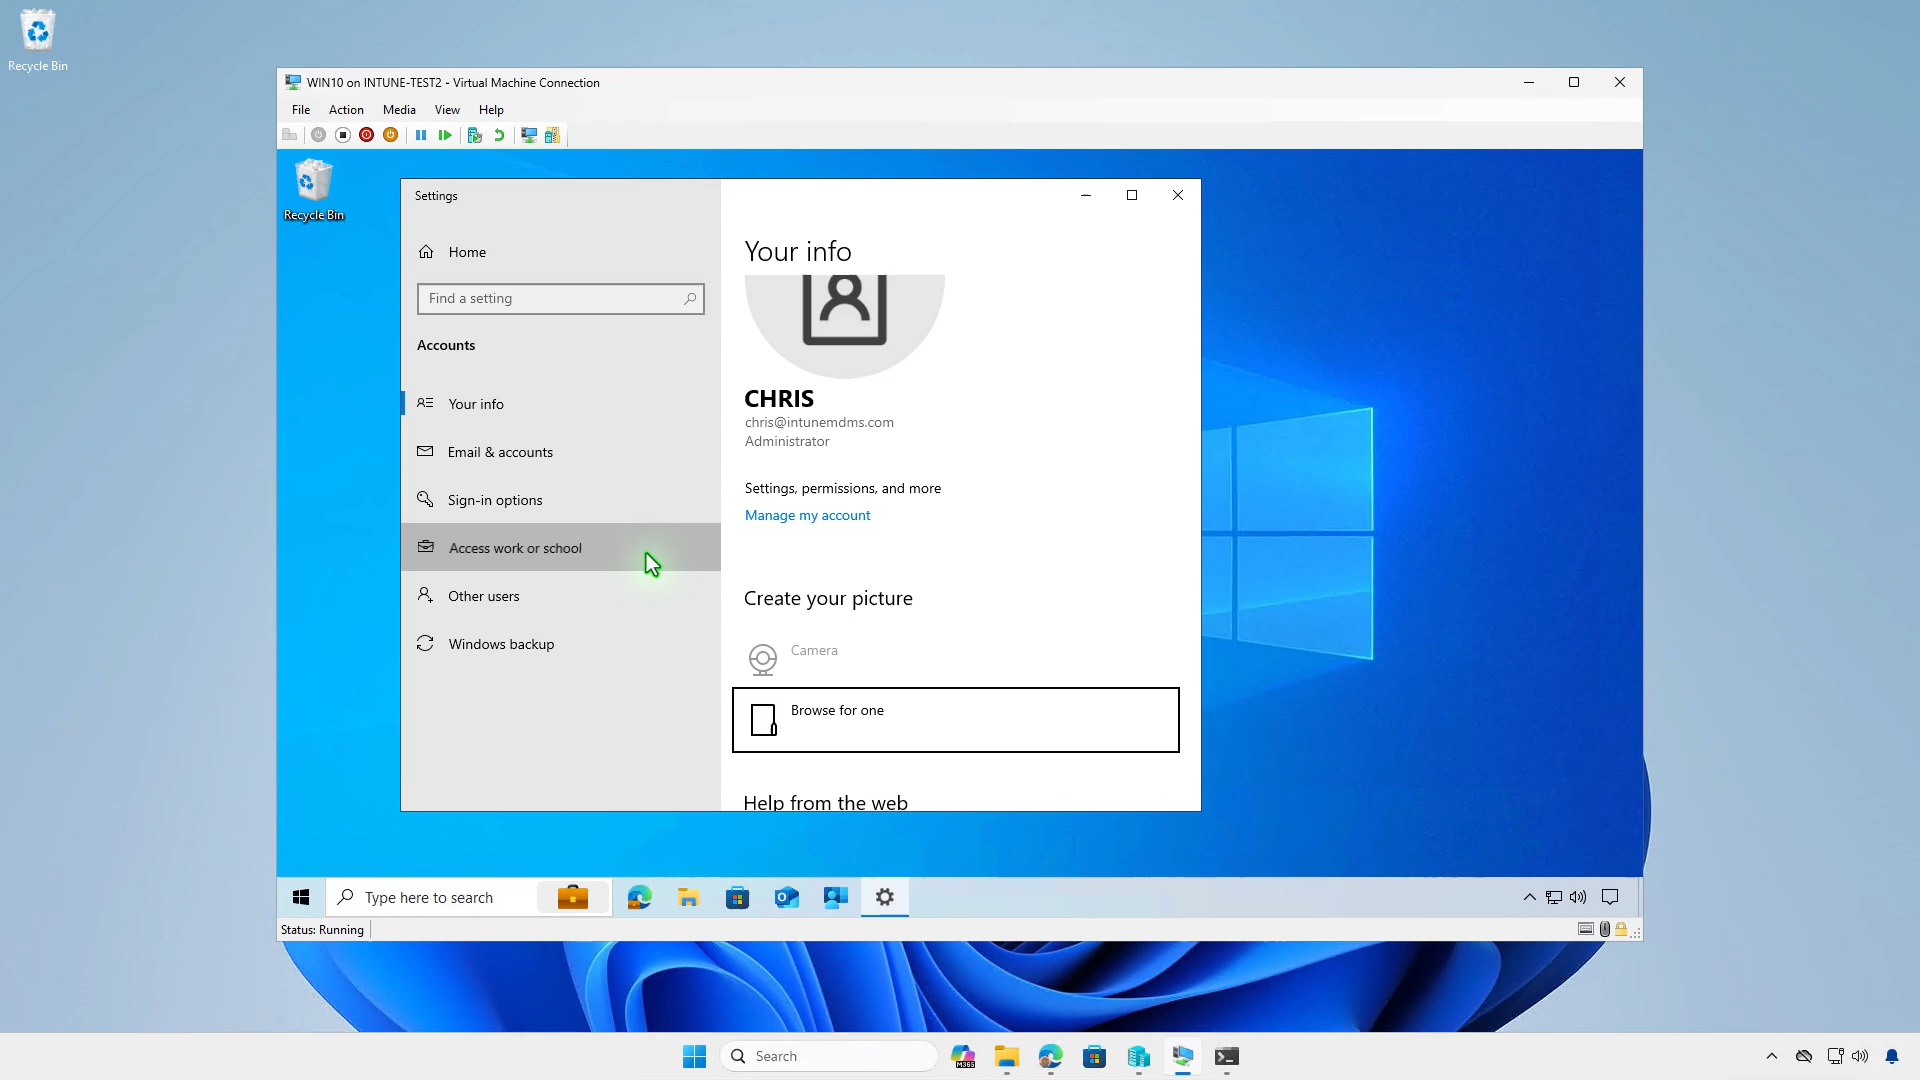 Recycle Bin
WIN10 on INTUNE-TEST2 - Virtual Machine Connection
File Action Media View Help
Recycle Bin
Settings
Home
Find a setting
Accounts
Your info
Email & accounts
Sign-in options
Access work or school
Other users
Windows backup
Your info
CHRIS
chris@intunemdms.com
Administrator
Settings, permissions, and more
Manage my account
Create your picture
Camera
Browse for one
Help from the web
Type here to search
Status: Running
Search
M365